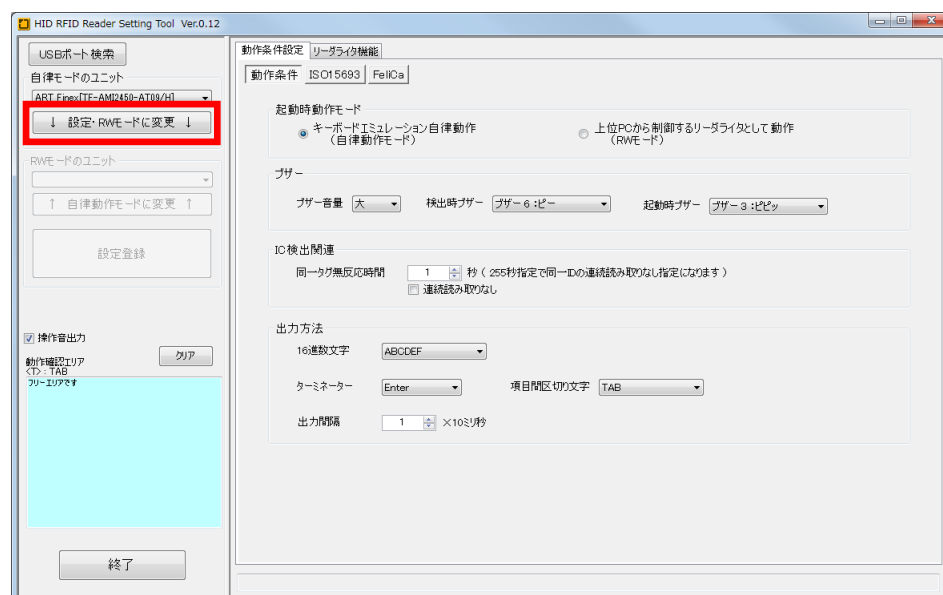 HID RFID Reader Setting Tool Ver.0.12
USBポート検索
自律モードのユニット
ART Finex[TF-AMI2450-AT09/H]
↓ 設定・RWモードに変更 ↓
RWモードのユニット
↑ 自律動作モードに変更 ↑
設定登録
操作音出力
動作確認エリア
<T> : TAB
クリア
フリーエリアです
終了
動作条件設定 リーダライタ機能
動作条件 ISO15693 FeliCa
起動時動作モード
キーボードエミュレーション自律動作
(自律動作モード)
上位PCから制御するリーダライタとして動作
(RWモード)
ブザー
ブザー音量 大 検出時ブザー ブザー6:ピー 起動時ブザー ブザー3:ピピッ
IC検出関連
同一タグ無反応時間 1 秒 ( 255秒指定で同一IDの連続読み取りなし指定になります )
連続読み取りなし
出力方法
16進数文字 ABCDEF
ターミネーター Enter 項目間区切り文字 TAB
出力間隔 1 ×10ミリ秒